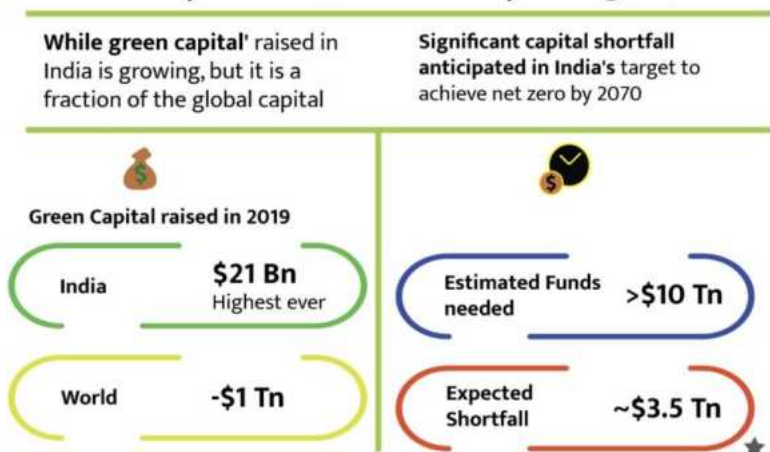 While green capital' raised in
India is growing, but it is a
fraction of the global capital
Significant capital shortfall
anticipated in India's target to
achieve net zero by 2070
$
Green Capital raised in 2019
India
$21 Bn
Highest ever
World
-$1 Tn
$
Estimated Funds
needed
>$10 Tn
Expected
Shortfall
~$3.5 Tn